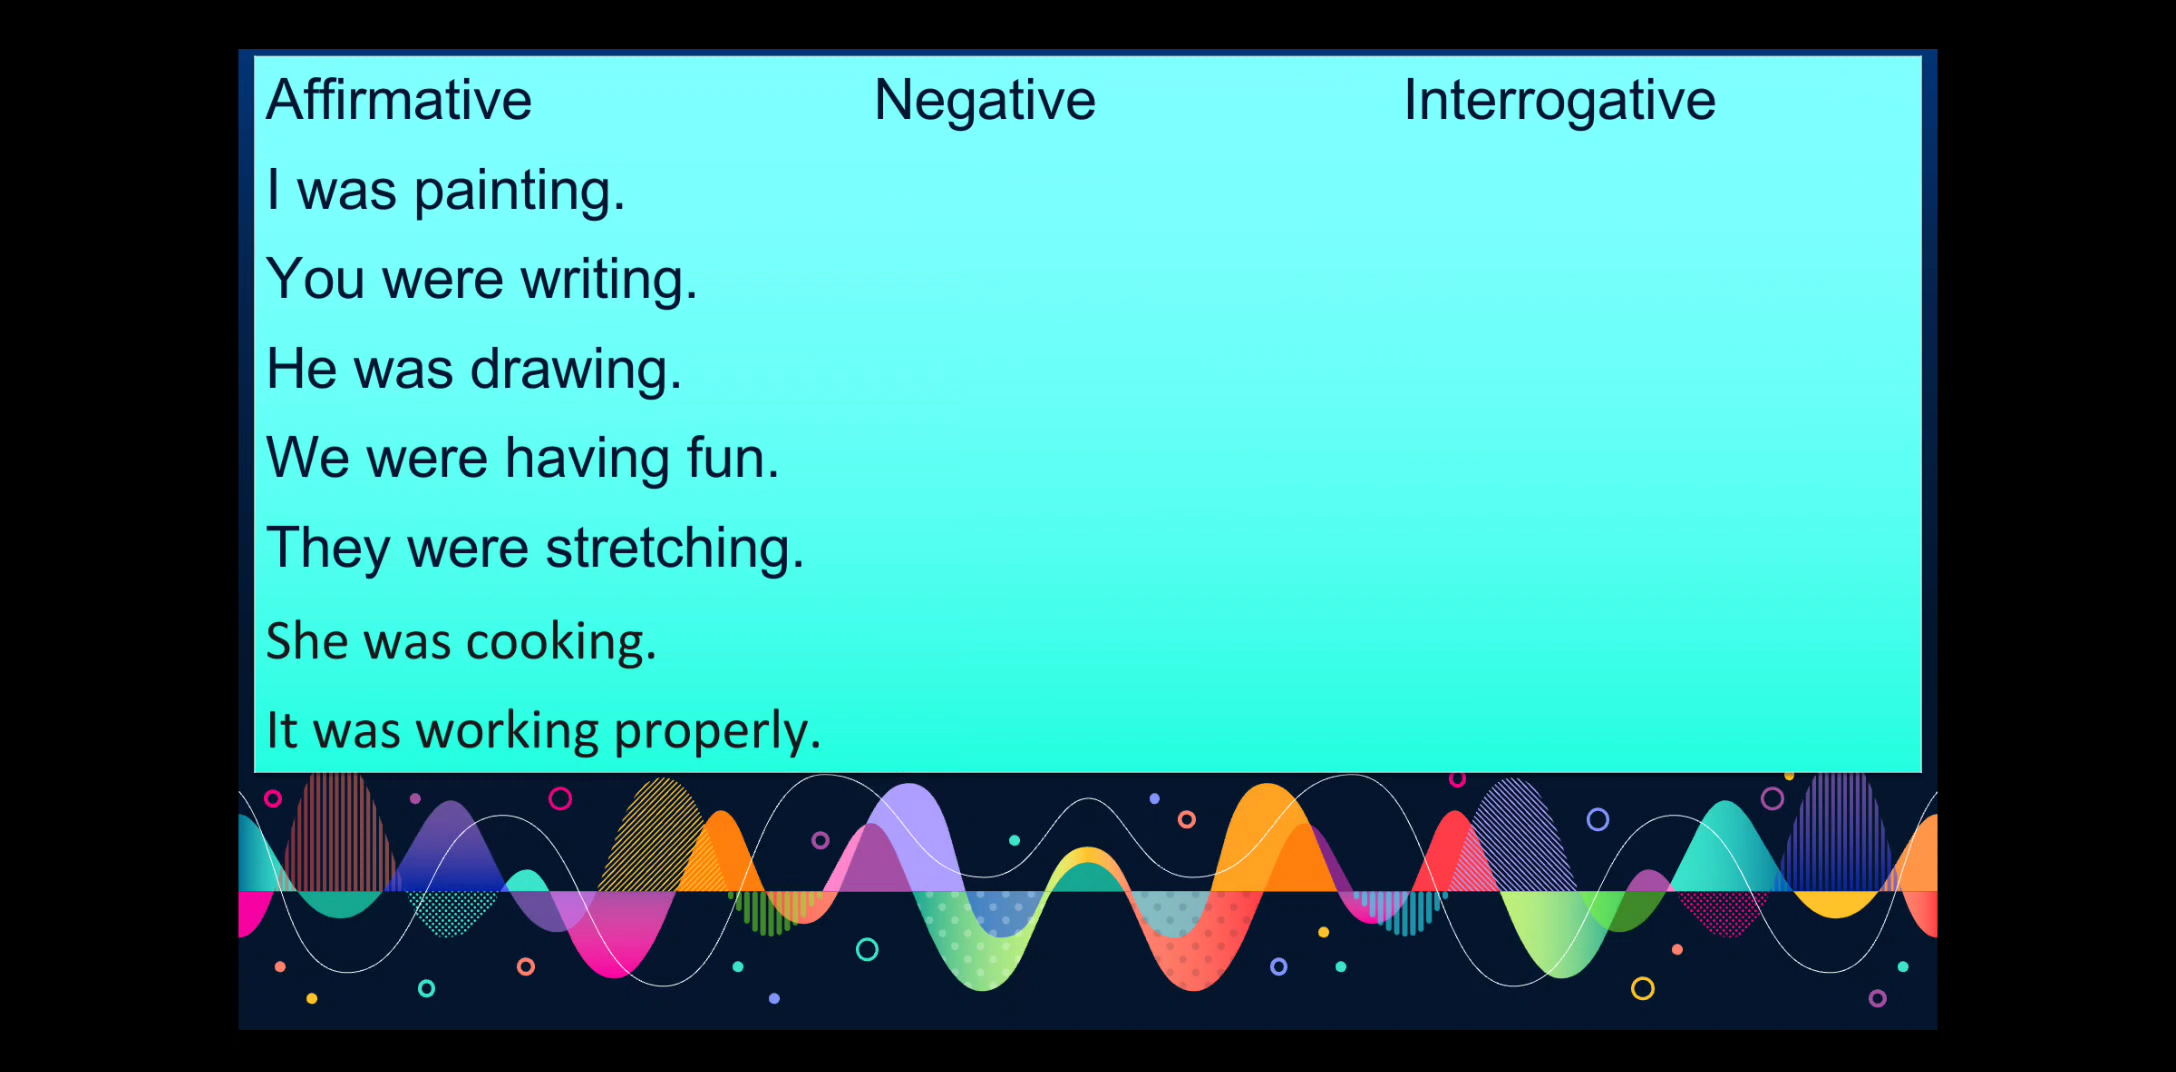 Affirmative Negative Interrogative
I was painting.
You were writing.
He was drawing.
We were having fun.
They were stretching.
She was cooking.
It was working properly.